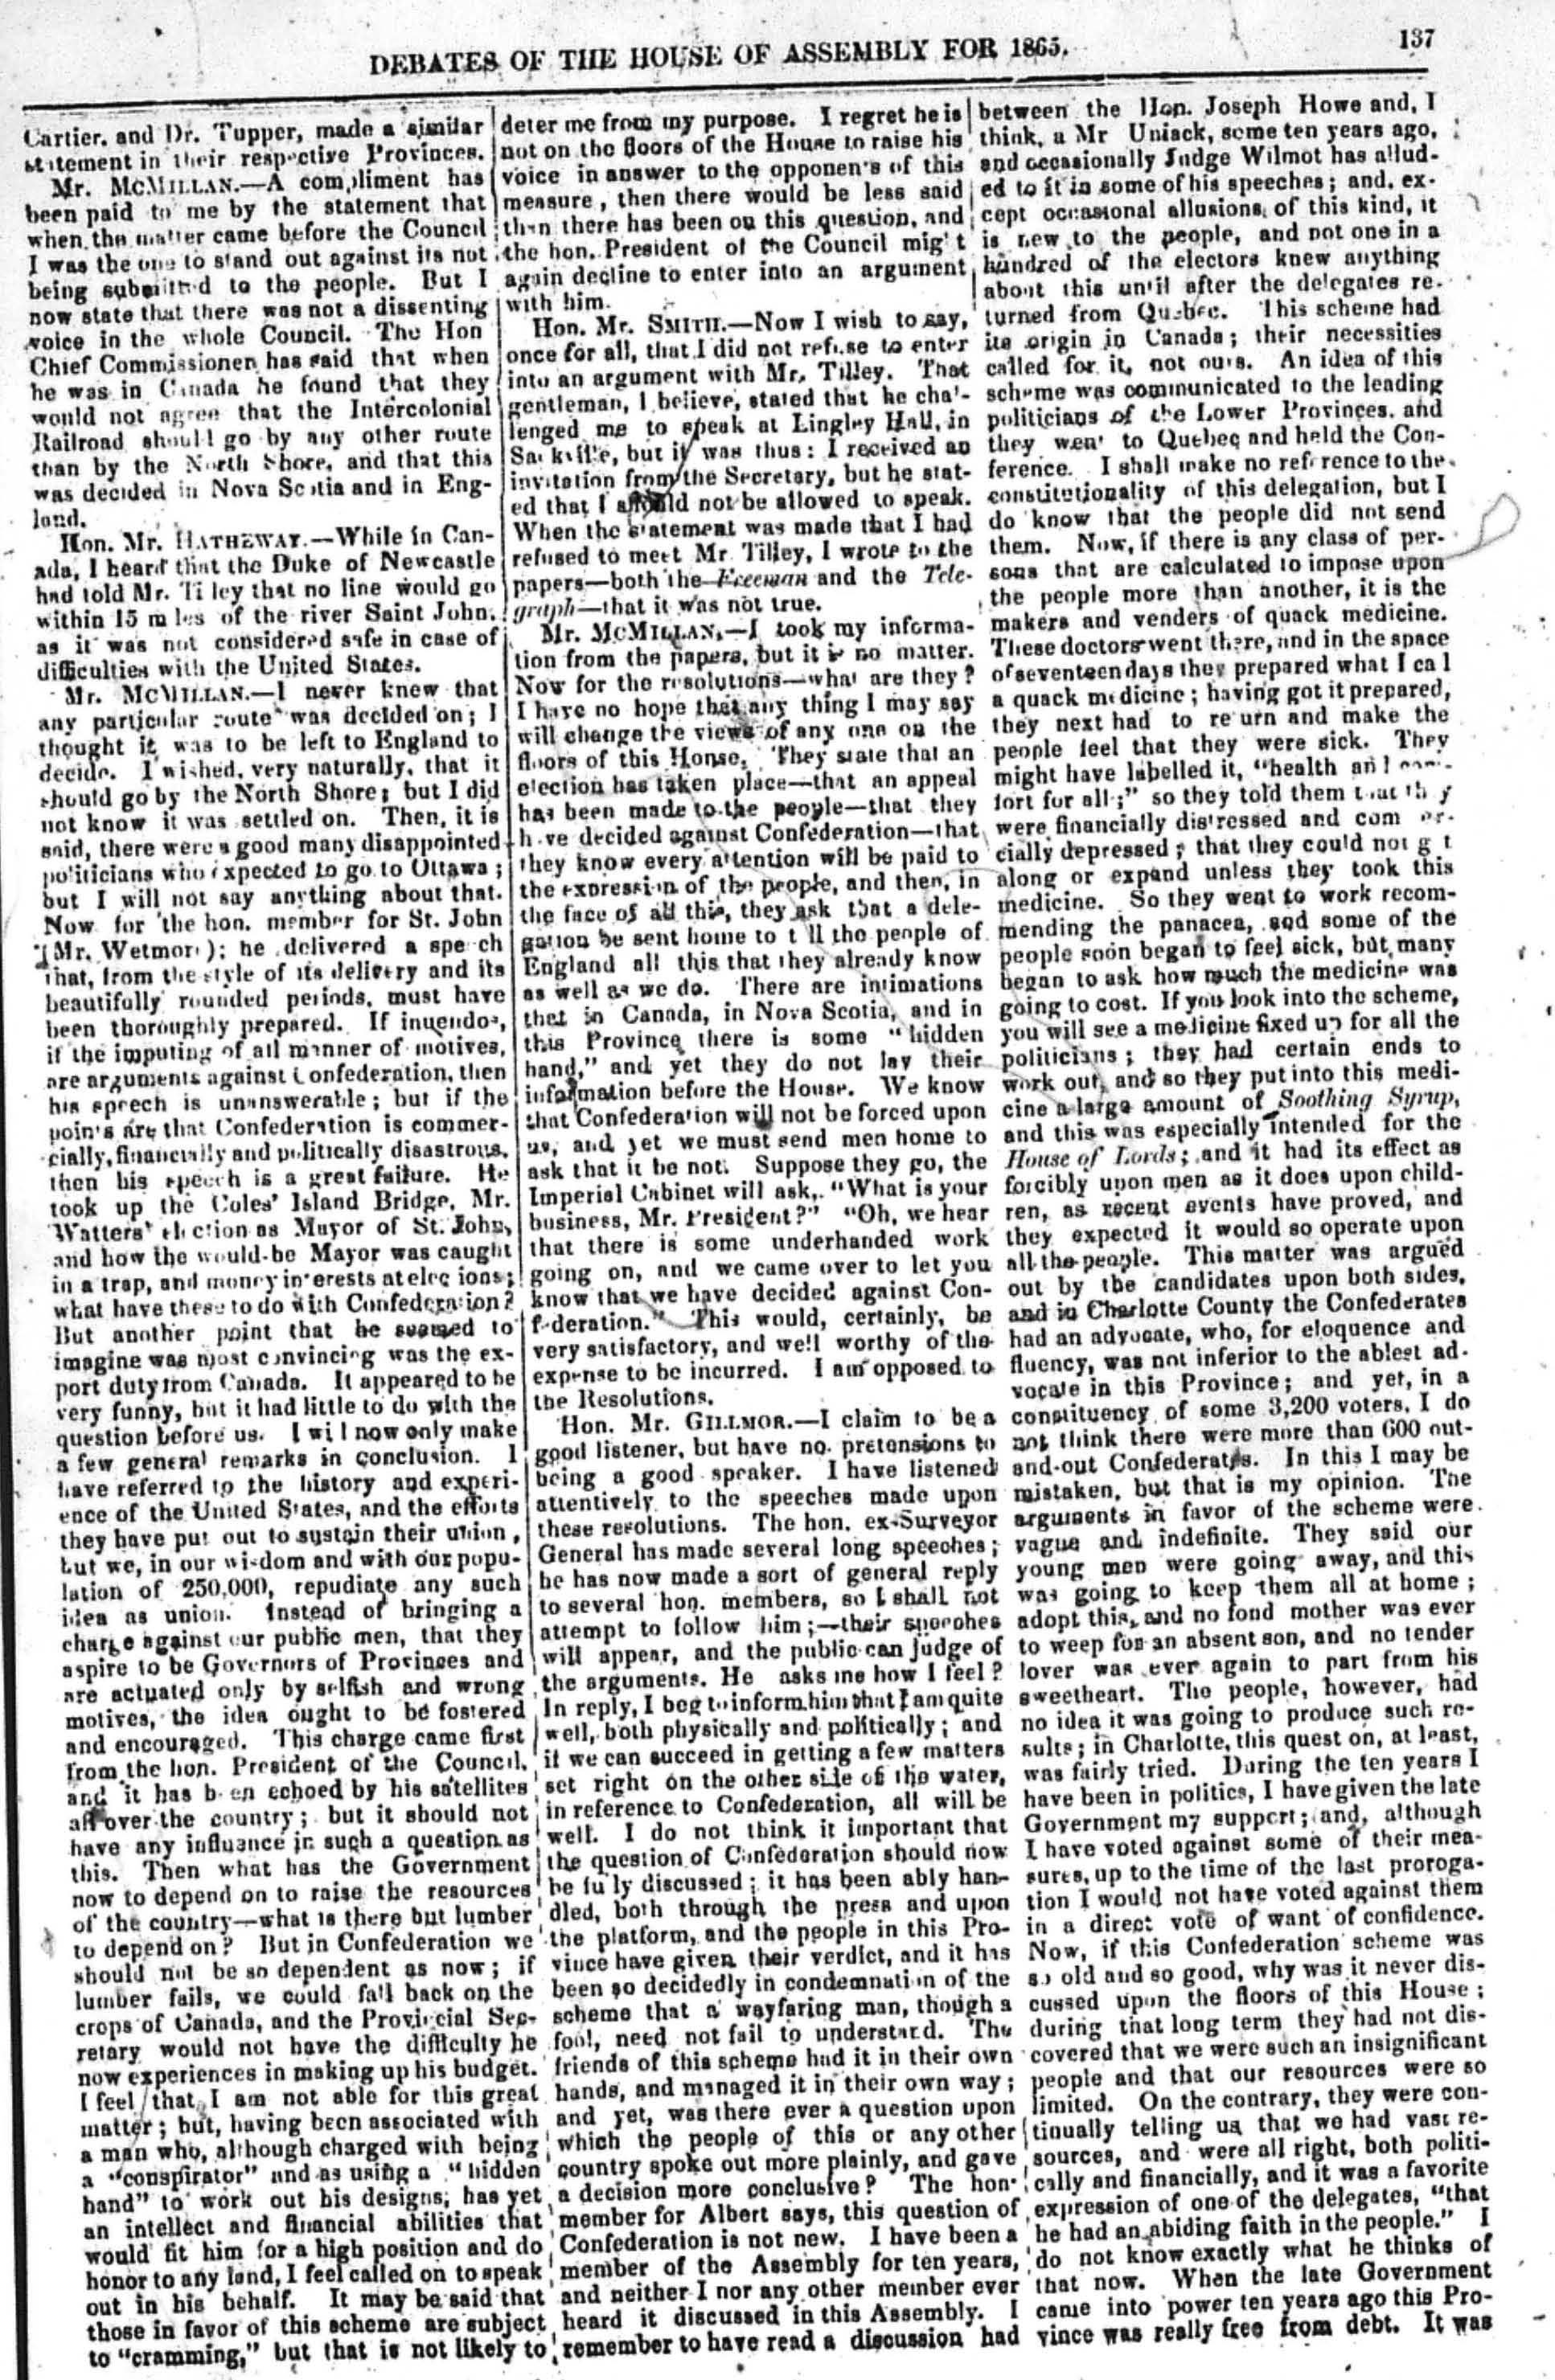 DEBATES OF THE HOUSE OF ASSEMBLY FOR 1865.
137
Cartier, and Dr. Tupper, made a similar
statement in their respective Provinces.
Mr. McMILLAN.—A compliment has
been paid to me by the statement that
when the matter came before the Council
I was the one to stand out against its not
being submitted to the people. But I
now state that there was not a dissenting
voice in the whole Council. The Hon
Chief Commissioner has said that when
he was in Canada he found that they
would not agree that the Intercolonial
Railroad should go by any other route
than by the North Shore, and that this
was decided in Nova Scotia and in Eng-
land.
Hon. Mr. HATHEWAY.—While in Can-
ada, I heard that the Duke of Newcastle
had told Mr. Tilley that no line would go
within 15 miles of the river Saint John,
as it was not considered safe in case of
difficulties with the United States.
Mr. McMILLAN.—I never knew that
any particular route was decided on; I
thought it was to be left to England to
decide. I wished, very naturally, that it
should go by the North Shore; but I did
not know it was settled on. Then, it is
said, there were a good many disappointed
politicians who expected to go to Ottawa;
but I will not say anything about that.
Now for the hon. member for St. John
(Mr. Wetmore): he delivered a speech
that, from the style of its delivery and its
beautifully rounded periods, must have
been thoroughly prepared. If inuendos,
if the imputing of all manner of motives,
are arguments against Confederation, then
his speech is unanswerable; but if the
points are that Confederation is commer-
cially, financially and politically disastrous,
then his speech is a great failure. He
took up the Coles' Island Bridge, Mr.
Watters' election as Mayor of St. John,
and how the would-be Mayor was caught
in a trap, and money interests at elections;
what have these to do with Confederation?
But another point that he seemed to
imagine was most convincing was the ex-
port duty from Canada. It appeared to be
very funny, but it had little to do with the
question before us. I will now only make
a few general remarks in conclusion. I
have referred to the history and experi-
ence of the United States, and the efforts
they have put out to sustain their union,
but we, in our wisdom and with our popu-
lation of 250,000, repudiate any such
idea as union. Instead of bringing a
charge against our public men, that they
aspire to be Governors of Provinces and
are actuated only by selfish and wrong
motives, the idea ought to be fostered
and encouraged. This charge came first
from the hon. President of the Council,
and it has been echoed by his satellites
all over the country; but it should not
have any influance in such a question as
this. Then what has the Government
now to depend on to raise the resources
of the country—what is there but lumber
to depend on? But in Confederation we
should not be so dependent as now; if
lumber fails, we could fall back on the
crops of Canada, and the Provincial Sec-
retary would not have the difficulty he
now experiences in making up his budget.
I feel that I am not able for this great
matter; but, having been associated with
a man who, although charged with being
a "conspirator" and as using a "hidden
hand" to work out his designs, has yet
an intellect and financial abilities that
would fit him for a high position and do
honor to any land, I feel called on to speak
out in his behalf. It may be said that
those in favor of this scheme are subject
to "cramming," but that is not likely to
deter me from my purpose. I regret he is
not on the floors of the House to raise his
voice in answer to the opponen's of this
measure, then there would be less said
than there has been on this question, and
the hon. President of the Council might
again decline to enter into an argument
with him.
Hon. Mr. SMITH.—Now I wish to say,
once for all, that I did not refuse to enter
into an argument with Mr. Tilley. That
gentleman, I believe, stated that he chal-
lenged me to speak at Lingley Hall, in
Sackville, but it was thus: I received an
invitation from the Secretary, but he stat-
ed that I should not be allowed to speak.
When the statement was made that I had
refused to meet Mr Tilley, I wrote to the
papers—both the Freeman and the Tele-
graph—that it was not true.
Mr. McMILLAN.—I took my informa-
tion from the papers, but it is no matter.
Now for the resolutions—what are they?
I have no hope that any thing I may say
will change the views of any one on the
floors of this House. They state that an
election has taken place—that an appeal
has been made to the people—that they
have decided against Confederation—that
they know every attention will be paid to
the expression of the people, and then, in
the face of all this, they ask that a dele-
gation be sent home to tell the people of
England all this that they already know
as well as we do. There are intimations
that in Canada, in Nova Scotia, and in
this Province there is some "hidden
hand," and yet they do not lay their
information before the House. We know
that Confederation will not be forced upon
us, and yet we must send men home to
ask that it be not. Suppose they go, the
Imperial Cabinet will ask, "What is your
business, Mr. President?" "Oh, we hear
that there is some underhanded work
going on, and we came over to let you
know that we have decided against Con-
federation." This would, certainly, be
very satisfactory, and well worthy of the
expense to be incurred. I am opposed to
the Resolutions.
Hon. Mr. GILLMOR.—I claim to be a
good listener, but have no pretensions to
being a good speaker. I have listened
attentively to the speeches made upon
these resolutions. The hon. ex-Surveyor
General has made several long speeches;
he has now made a sort of general reply
to several hon. members, so I shall not
attempt to follow him;—their speeches
will appear, and the public can judge of
the arguments. He asks me how I feel?
In reply, I beg to inform him that I am quite
well, both physically and politically; and
if we can succeed in getting a few matters
set right on the other side of the water,
in reference to Confederation, all will be
well. I do not think it important that
the question of Confederation should now
be fully discussed; it has been ably han-
dled, both through the press and upon
the platform, and the people in this Pro-
vince have given their verdict, and it has
been so decidedly in condemnation of the
scheme that a wayfaring man, though a
fool, need not fail to understand. The
friends of this scheme had it in their own
hands, and managed it in their own way;
and yet, was there ever a question upon
which the people of this or any other
country spoke out more plainly, and gave
a decision more conclusive? The hon.
member for Albert says, this question of
Confederation is not new. I have been a
member of the Assembly for ten years,
and neither I nor any other member ever
heard it discussed in this Assembly. I
remember to have read a discussion had
between the Hon. Joseph Howe and, I
think, a Mr Uniack, some ten years ago,
and occasionally Judge Wilmot has allud-
ed to it in some of his speeches; and, ex-
cept occasional allusions of this kind, it
is new to the people, and not one in a
hundred of the electors knew anything
about this until after the delegates re-
turned from Quebec. This scheme had
its origin in Canada; their necessities
called for it, not ours. An idea of this
scheme was communicated to the leading
politicians of the Lower Provinces, and
they went to Quebec and held the Con-
ference. I shall make no reference to the
constitutionality of this delegation, but I
do know that the people did not send
them. Now, if there is any class of per-
sons that are calculated to impose upon
the people more than another, it is the
makers and venders of quack medicine.
These doctors went there, and in the space
of seventeen days they prepared what I call
a quack medicine; having got it prepared,
they next had to return and make the
people feel that they were sick. They
might have labelled it, "health and com-
fort for all;" so they told them that they
were financially distressed and commer-
cially depressed; that they could not get
along or expand unless they took this
medicine. So they went to work recom-
mending the panacea, and some of the
people soon began to feel sick, but many
began to ask how much the medicine was
going to cost. If you look into the scheme,
you will see a medicine fixed up for all the
politicians; they had certain ends to
work out, and so they put into this medi-
cine a large amount of Soothing Syrup,
and this was especially intended for the
House of Lords; and it had its effect as
forcibly upon men as it does upon child-
ren, as recent events have proved, and
they expected it would so operate upon
all the people. This matter was argued
out by the candidates upon both sides,
and in Charlotte County the Confederates
had an advocate, who, for eloquence and
fluency, was not inferior to the ablest ad-
vocate in this Province; and yet, in a
constituency of some 3,200 voters, I do
not think there were more than 600 out-
and-out Confederates. In this I may be
mistaken, but that is my opinion. The
arguments in favor of the scheme were
vague and indefinite. They said our
young men were going away, and this
was going to keep them all at home;
adopt this, and no fond mother was ever
to weep for an absent son, and no tender
lover was ever again to part from his
sweetheart. The people, however, had
no idea it was going to produce such re-
sults; in Charlotte, this question, at least,
was fairly tried. During the ten years I
have been in politics, I have given the late
Government my support; and, although
I have voted against some of their mea-
sures, up to the time of the last proroga-
tion I would not have voted against them
in a direct vote of want of confidence.
Now, if this Confederation scheme was
so old and so good, why was it never dis-
cussed upon the floors of this House;
during that long term they had not dis-
covered that we were such an insignificant
people and that our resources were so
limited. On the contrary, they were con-
tinually telling us that we had vast re-
sources, and were all right, both politi-
cally and financially, and it was a favorite
expression of one of the delegates, "that
he had an abiding faith in the people." I
do not know exactly what he thinks of
that now. When the late Government
came into power ten years ago this Pro-
vince was really free from debt. It was